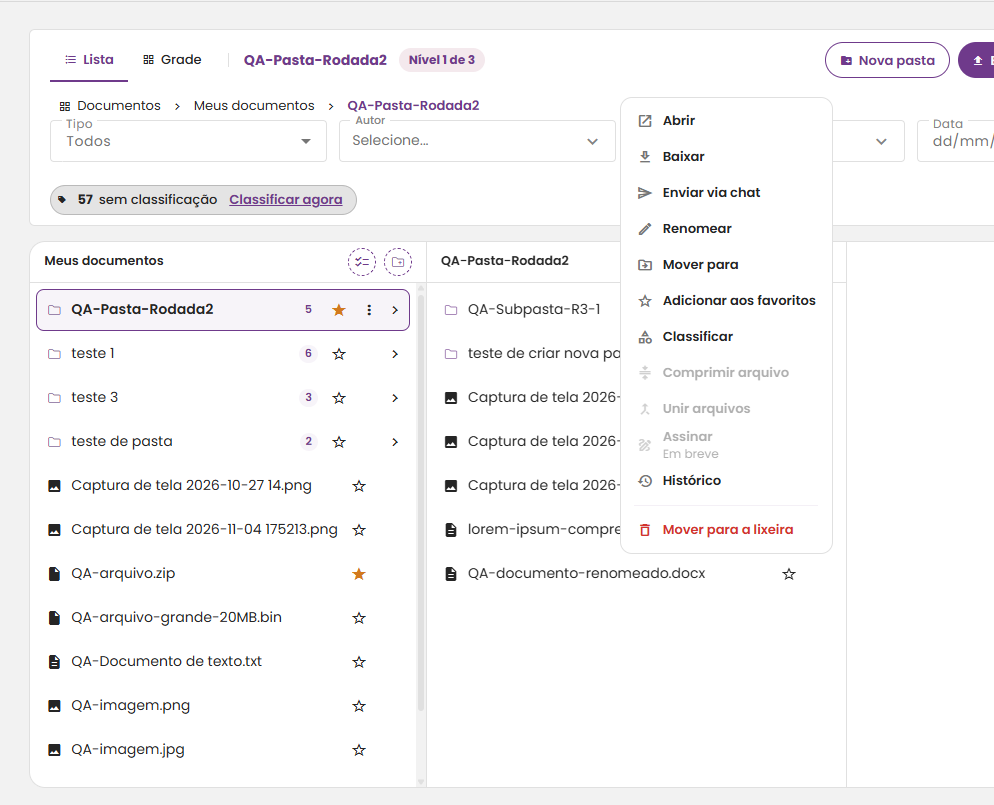 Lista
Grade
QA-Pasta-Rodada2
Nível 1 de 3
Nova pasta
Documentos > Meus documentos > QA-Pasta-Rodada2
Tipo
Todos
Autor
Selecione...
Data
dd/mm/
57 sem classificação Classificar agora
Meus documentos
QA-Pasta-Rodada2 5
teste 1 6
teste 3 3
teste de pasta 2
Captura de tela 2026-10-27 14.png
Captura de tela 2026-11-04 175213.png
QA-arquivo.zip
QA-arquivo-grande-20MB.bin
QA-Documento de texto.txt
QA-imagem.png
QA-imagem.jpg
QA-Pasta-Rodada2
QA-Subpasta-R3-1
teste de criar nova pa
Captura de tela 2026-
Captura de tela 2026-
Captura de tela 2026-
lorem-ipsum-compre
QA-documento-renomeado.docx
Abrir
Baixar
Enviar via chat
Renomear
Mover para
Adicionar aos favoritos
Classificar
Comprimir arquivo
Unir arquivos
Assinar
Em breve
Histórico
Mover para a lixeira